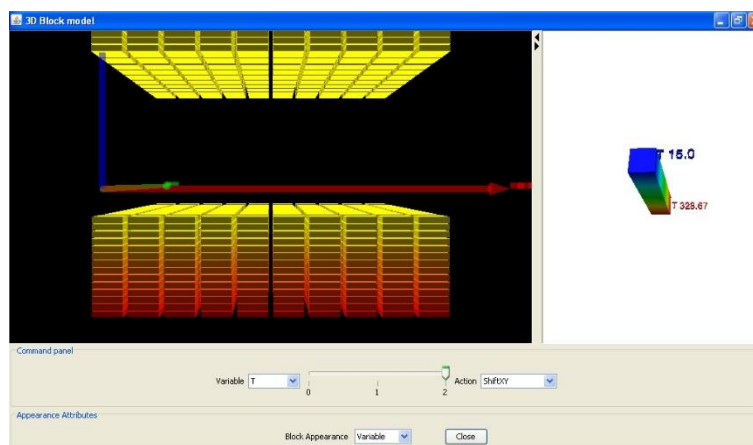 3D Block model
T 15.0
T 328.67
Command panel
Variable T
0 1 2
Action ShiftXY
Appearance Attributes
Block Appearance Variable
Close